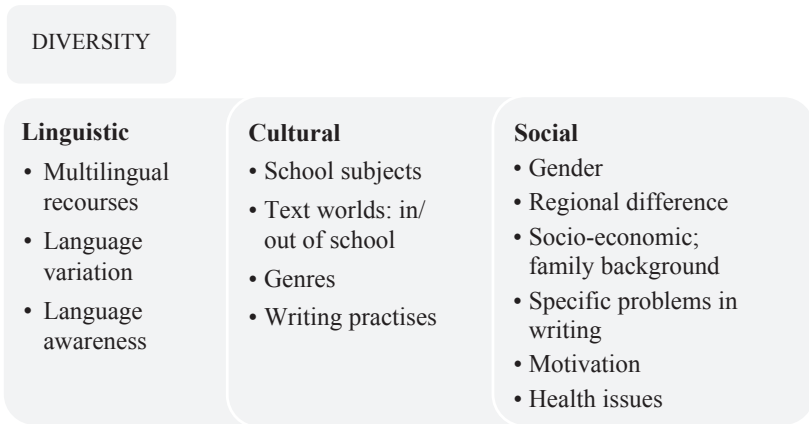 DIVERSITY
Linguistic
• Multilingual
recourses
• Language
variation
• Language
awareness
Cultural
• School subjects
• Text worlds: in/
out of school
• Genres
• Writing practises
Social
• Gender
• Regional difference
• Socio-economic;
family background
• Specific problems in
writing
• Motivation
• Health issues